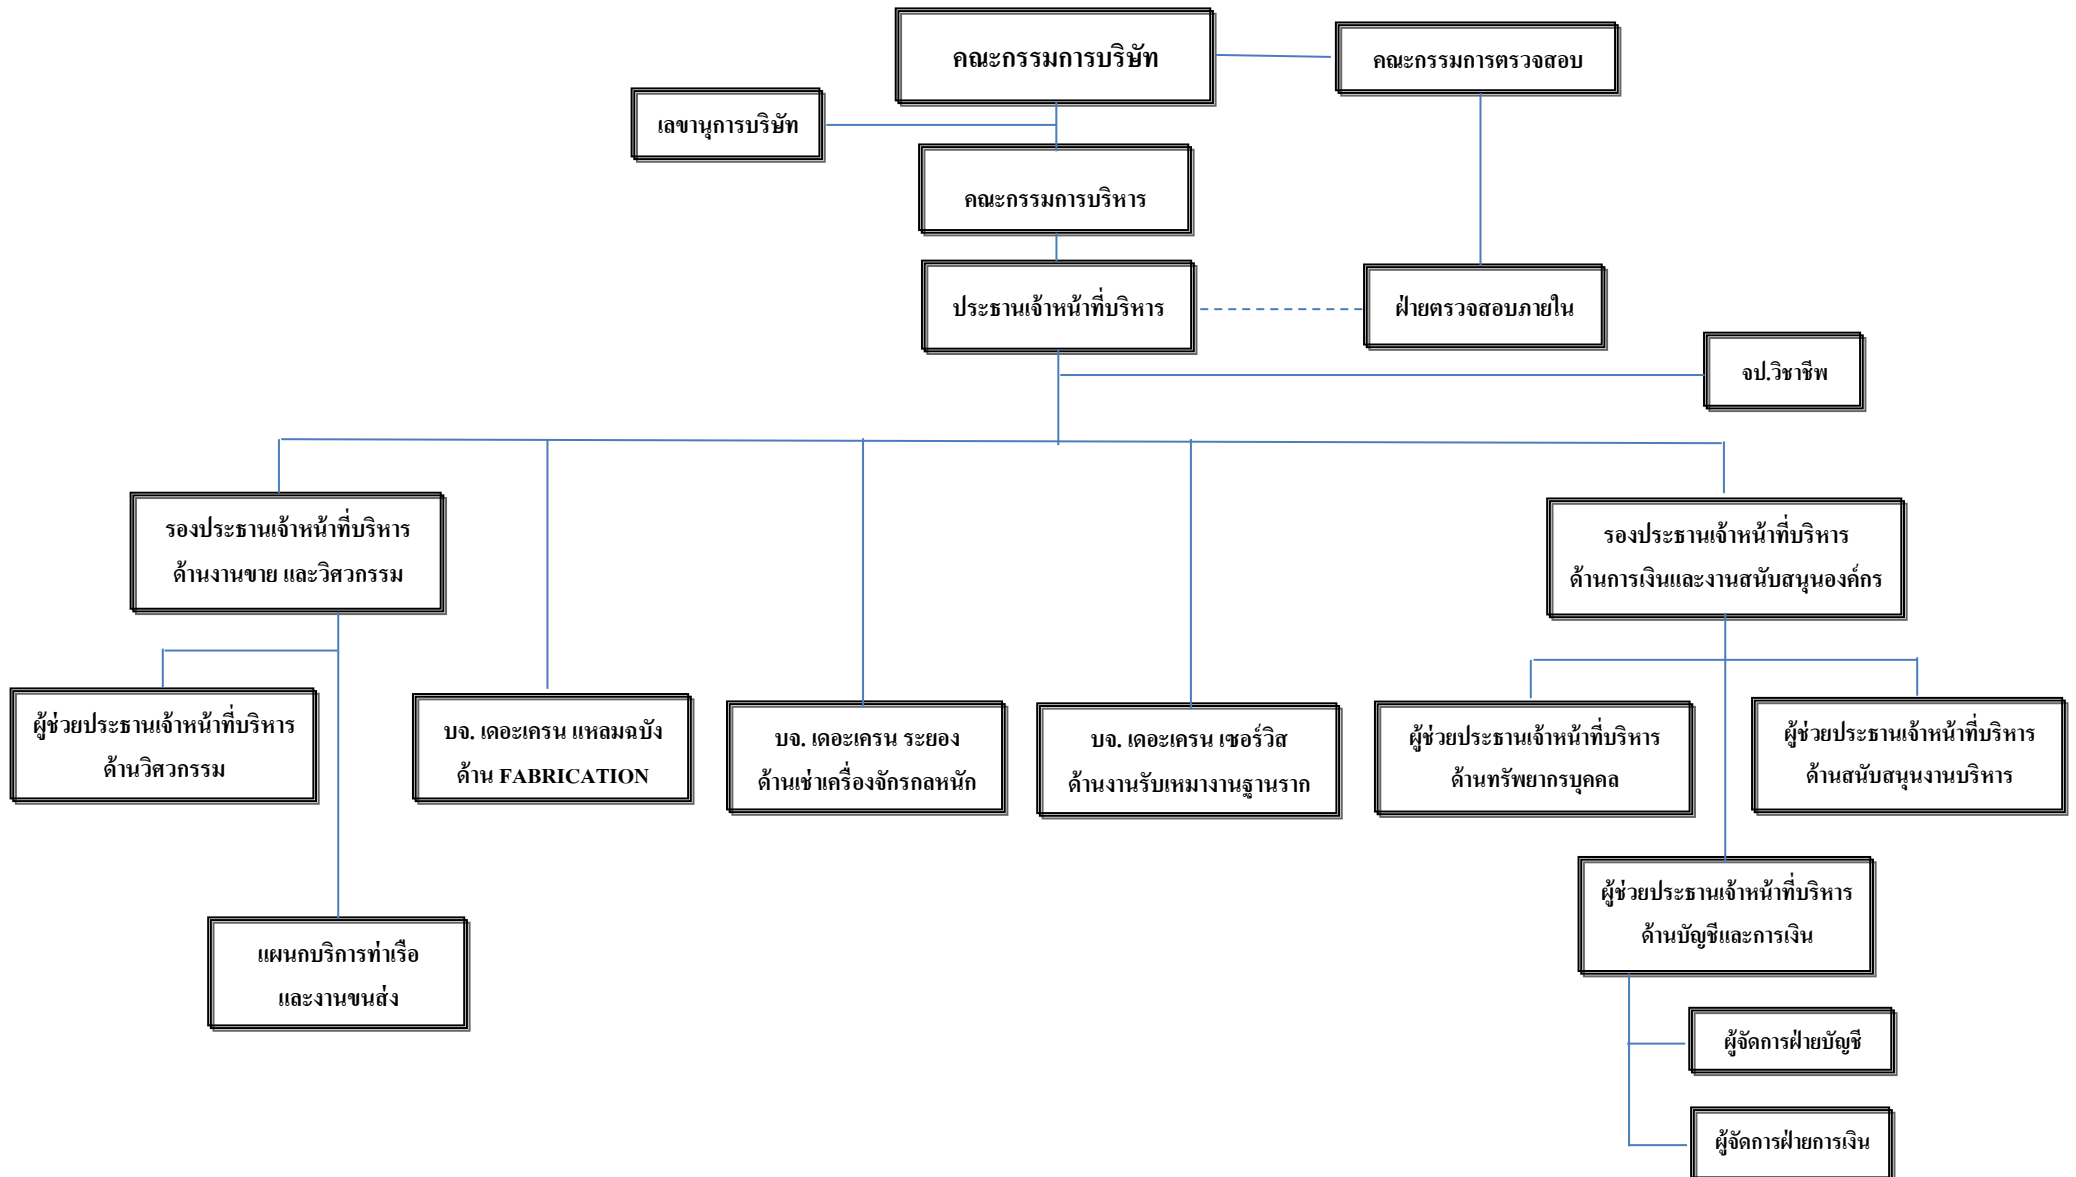 คณะกรรมการบริษัท
คณะกรรมการตรวจสอบ
เลขานุการบริษัท
คณะกรรมการบริหาร
ประธานเจ้าหน้าที่บริหาร
ฝ่ายตรวจสอบภายใน
จป.วิชาชีพ
รองประธานเจ้าหน้าที่บริหาร
ด้านงานขาย และวิศวกรรม
รองประธานเจ้าหน้าที่บริหาร
ด้านการเงินและงานสนับสนุนองค์กร
ผู้ช่วยประธานเจ้าหน้าที่บริหาร
ด้านวิศวกรรม
บจ. เดอะเครน แหลมฉบัง
ด้าน FABRICATION
บจ. เดอะเครน ระยอง
ด้านเช่าเครื่องจักรกลหนัก
บจ. เดอะเครน เซอร์วิส
ด้านงานรับเหมางานฐานราก
ผู้ช่วยประธานเจ้าหน้าที่บริหาร
ด้านทรัพยากรบุคคล
ผู้ช่วยประธานเจ้าหน้าที่บริหาร
ด้านสนับสนุนงานบริหาร
ผู้ช่วยประธานเจ้าหน้าที่บริหาร
ด้านบัญชีและการเงิน
แผนกบริการท่าเรือ
และงานขนส่ง
ผู้จัดการฝ่ายบัญชี
ผู้จัดการฝ่ายการเงิน